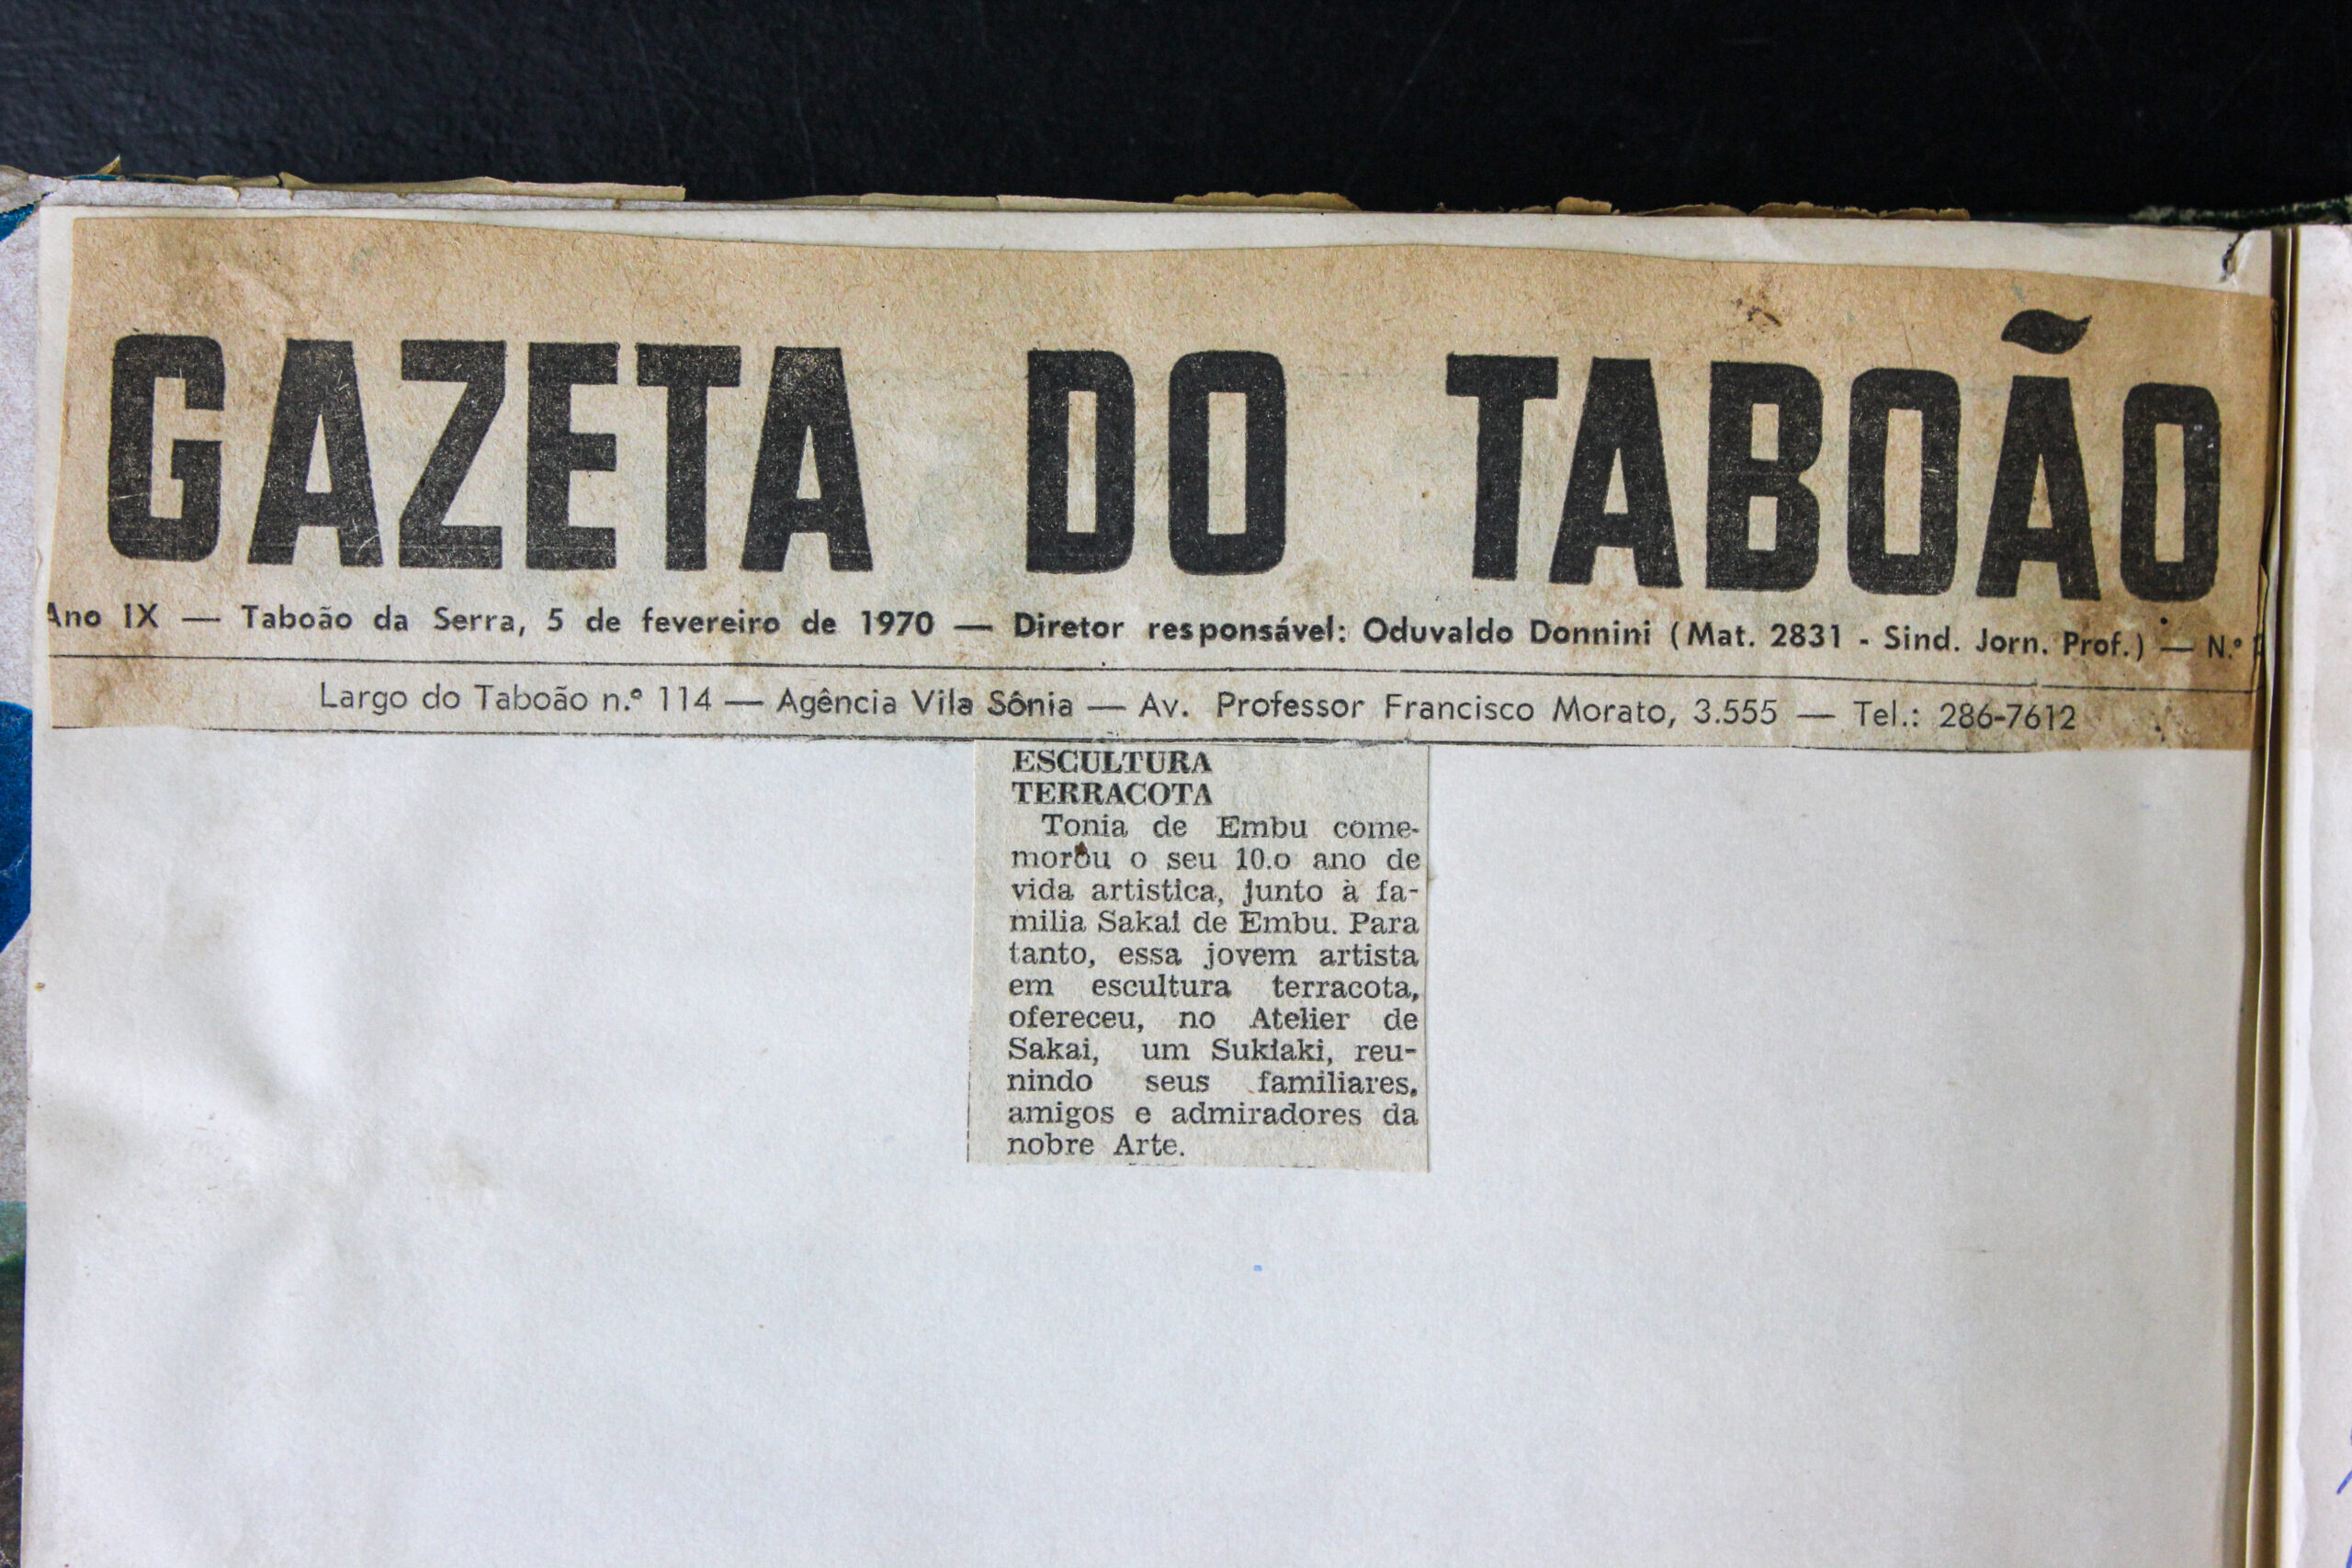 GAZETA DO TABOÃO
Ano IX — Taboão da Serra, 5 de fevereiro de 1970 — Diretor responsável: Oduvaldo Donnini (Mat. 2831 - Sind. Jorn. Prof.) — N.º
Largo do Taboão n.º 114 — Agência Vila Sônia — Av. Professor Francisco Morato, 3.555 — Tel.: 286-7612
ESCULTURA
TERRACOTA
Tonia de Embu come-
morou o seu 10.o ano de
vida artistica, junto à fa-
milia Sakai de Embu. Para
tanto, essa jovem artista
em escultura terracota,
ofereceu, no Atelier de
Sakai, um Sukiaki, reu-
nindo seus familiares,
amigos e admiradores da
nobre Arte.